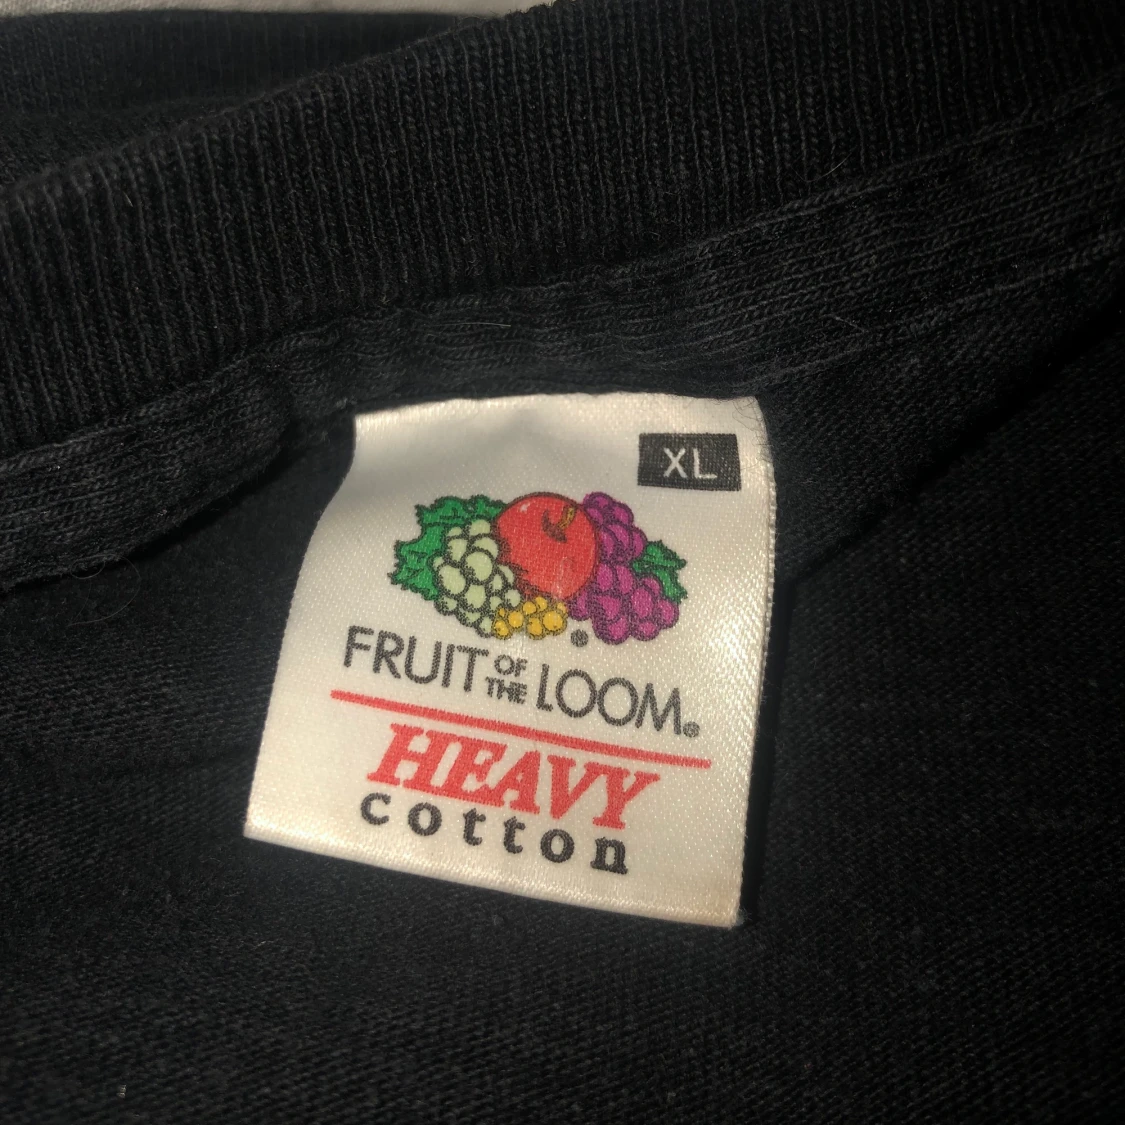 XL
FRUIT OF THE LOOM®
HEAVY
cotton